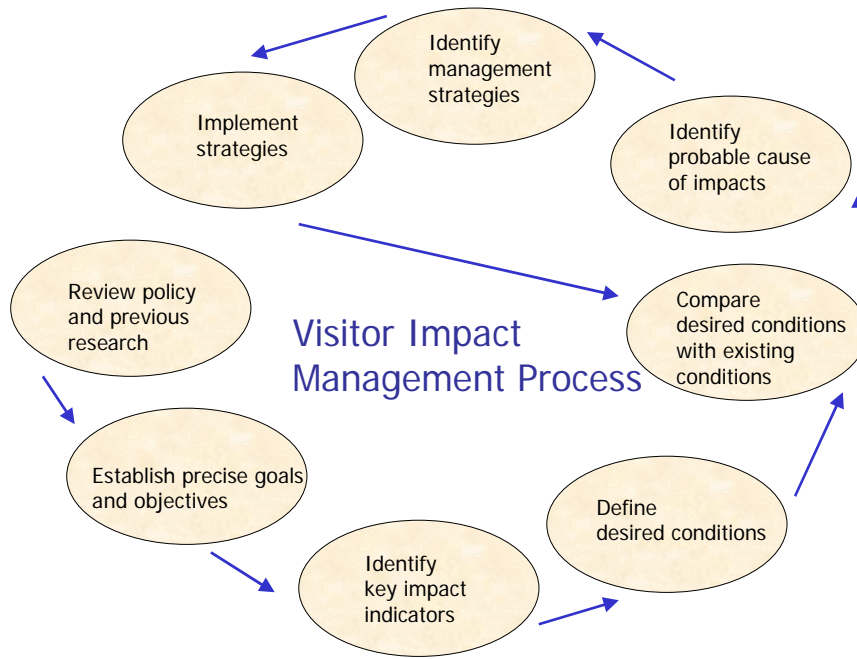 Identify
management
strategies
Implement
strategies
Identify
probable cause
of impacts
Review policy
and previous
research
Visitor Impact
Management Process
Compare
desired conditions
with existing
conditions
Establish precise goals
and objectives
Define
desired conditions
Identify
key impact
indicators